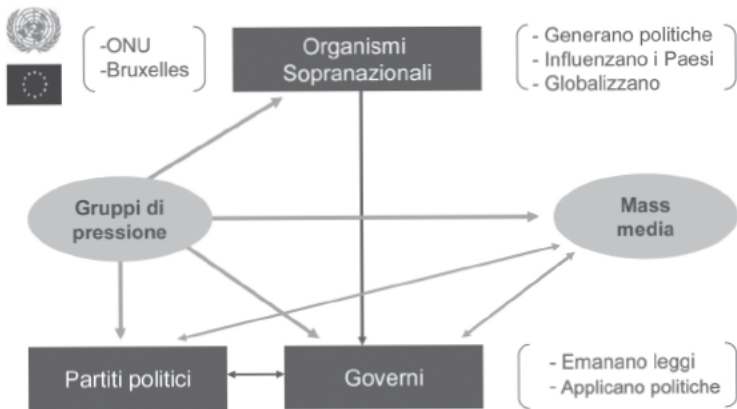 -ONU
-Bruxelles
Organismi
Sopranazionali
- Generano politiche
- Influenzano i Paesi
- Globalizzano
Gruppi di
pressione
Mass
media
Partiti politici
Governi
- Emanano leggi
- Applicano politiche